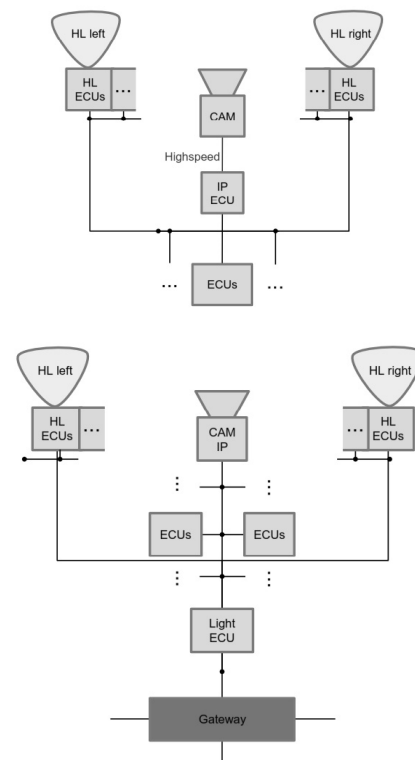 HL left
HL right
HL
ECUs
...
CAM
...
HL
ECUs
Highspeed
IP
ECU
...
ECUs
...
HL left
HL right
HL
ECUs
...
CAM
IP
...
HL
ECUs
...
...
ECUs
ECUs
...
...
Light
ECU
Gateway